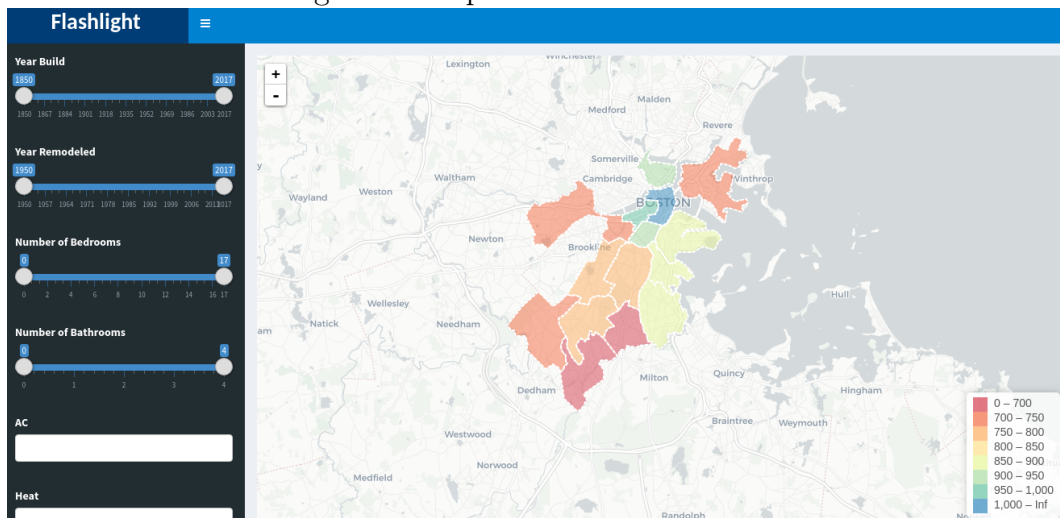 Flashlight
Year Build
1850 2017
1850 1867 1884 1901 1918 1935 1952 1969 1986 2003 2017
Year Remodeled
1950 2017
1950 1957 1964 1971 1978 1985 1992 1999 2006 2013 2017
Number of Bedrooms
0 17
0 2 4 6 8 10 12 14 16 17
Number of Bathrooms
0 4
0 1 2 3 4
AC
Heat
+
-
Lexington
Winchester
Malden
Medford
Revere
Somerville
Waltham
Cambridge
Winthrop
Weston
Wayland
BOSTON
Newton
Brookline
Hull
Wellesley
Natick
Needham
am
Quincy
Milton
Dedham
Hingham
Braintree
Weymouth
Westwood
Norwood
Medfield
Randolph
0 – 700
700 – 750
750 – 800
800 – 850
850 – 900
900 – 950
950 – 1,000
1,000 – Inf